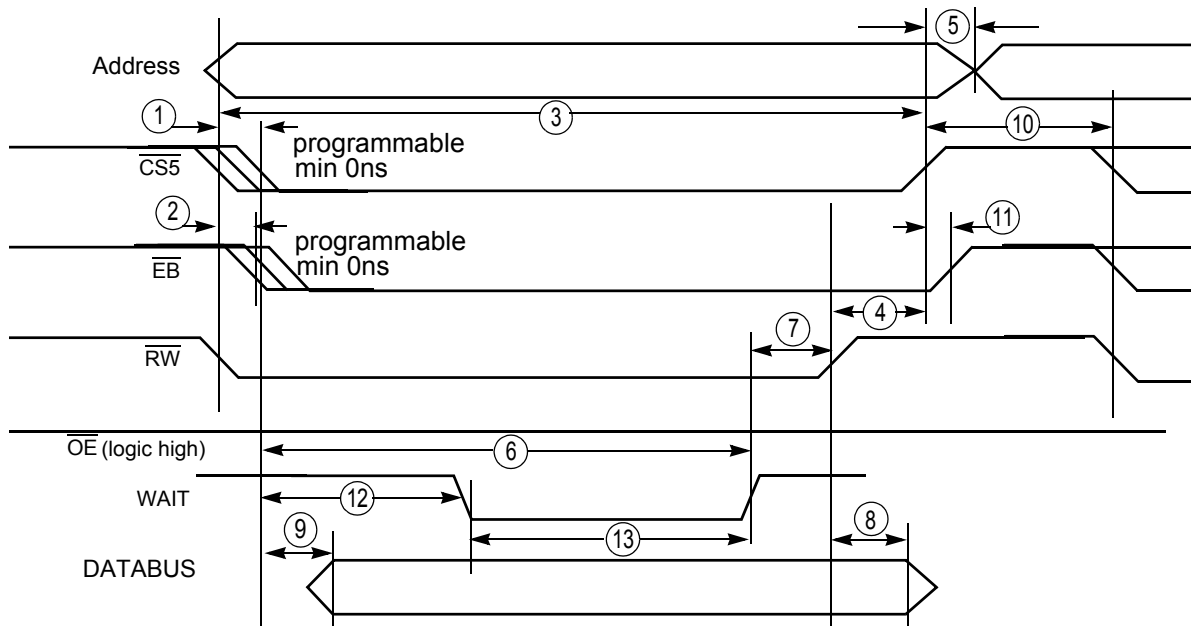 5
Address
1
3
10
programmable
min 0ns
CS5
2
11
programmable
min 0ns
EB
4
7
RW
OE (logic high)
6
WAIT
12
13
8
9
DATABUS